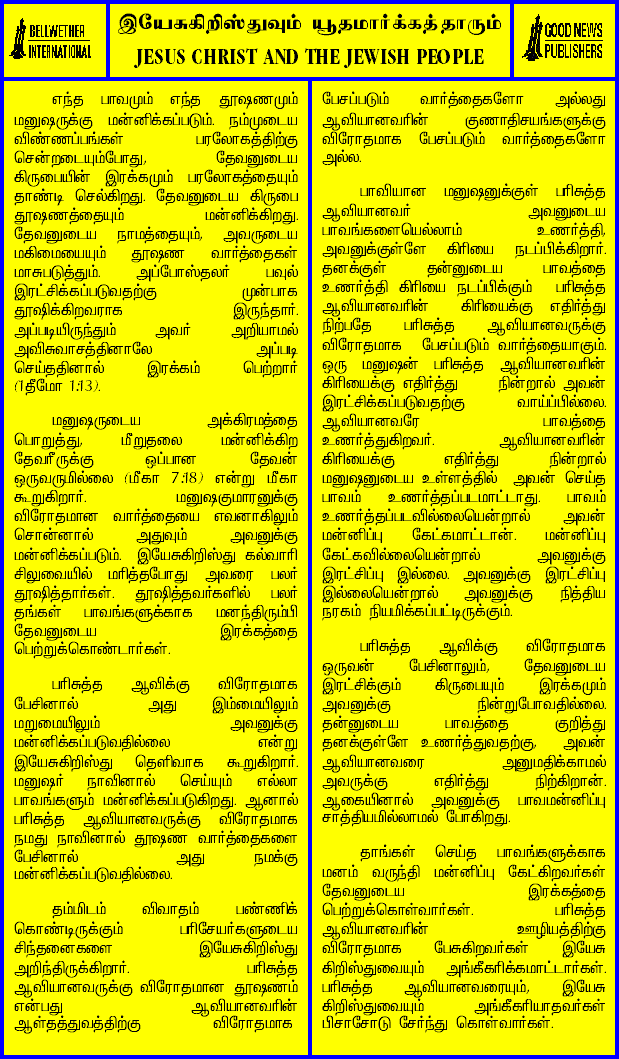 BELLWETHER
INTERNATIONAL
இயேசுகிறிஸ்துவும் யூதமார்க்கத்தாரும்
JESUS CHRIST AND THE JEWISH PEOPLE
GOOD NEWS
PUBLISHERS
எந்த பாவமும் எந்த தூஷணமும்
மனுஷருக்கு மன்னிக்கப்படும். நம்முடைய
விண்ணப்பங்கள் பரலோகத்திற்கு
சென்றடையும்போது, தேவனுடைய
கிருபையின் இரக்கமும் பரலோகத்தையும்
தாண்டி செல்கிறது. தேவனுடைய கிருபை
தூஷணத்தையும் மன்னிக்கிறது.
தேவனுடைய நாமத்தையும், அவருடைய
மகிமையையும் தூஷண வார்த்தைகள்
மாசுபடுத்தும். அப்போஸ்தலர் பவுல்
இரட்சிக்கப்படுவதற்கு முன்பாக
தூஷிக்கிறவராக இருந்தார்.
அப்படியிருந்தும் அவர் அறியாமல்
அவிசுவாசத்தினாலே அப்படி
செய்ததினால் இரக்கம் பெற்றார்
(1தீமோ 1:13).
மனுஷருடைய அக்கிரமத்தை
பொறுத்து, மீறுதலை மன்னிக்கிற
தேவரீருக்கு ஒப்பான தேவன்
ஒருவருமில்லை (மீகா 7:18) என்று மீகா
கூறுகிறார். மனுஷகுமாரனுக்கு
விரோதமான வார்த்தையை எவனாகிலும்
சொன்னால் அதுவும் அவனுக்கு
மன்னிக்கப்படும். இயேசுகிறிஸ்து கல்வாரி
சிலுவையில் மரித்தபோது அவரை பலர்
தூஷித்தார்கள். தூஷித்தவர்களில் பலர்
தங்கள் பாவங்களுக்காக மனந்திரும்பி
தேவனுடைய இரக்கத்தை
பெற்றுக்கொண்டார்கள்.
பரிசுத்த ஆவிக்கு விரோதமாக
பேசினால் அது இம்மையிலும்
மறுமையிலும் அவனுக்கு
மன்னிக்கப்படுவதில்லை என்று
இயேசுகிறிஸ்து தெளிவாக கூறுகிறார்.
மனுஷர் நாவினால் செய்யும் எல்லா
பாவங்களும் மன்னிக்கப்படுகிறது. ஆனால்
பரிசுத்த ஆவியானவருக்கு விரோதமாக
நமது நாவினால் தூஷண வார்த்தைகளை
பேசினால் அது நமக்கு
மன்னிக்கப்படுவதில்லை.
தம்மிடம் விவாதம் பண்ணிக்
கொண்டிருக்கும் பரிசேயர்களுடைய
சிந்தனைகளை இயேசுகிறிஸ்து
அறிந்திருக்கிறார். பரிசுத்த
ஆவியானவருக்கு விரோதமான தூஷணம்
என்பது ஆவியானவரின்
ஆள்தத்துவத்திற்கு விரோதமாக
பேசப்படும் வார்த்தைகளோ அல்லது
ஆவியானவரின் குணாதிசயங்களுக்கு
விரோதமாக பேசப்படும் வார்த்தைகளோ
அல்ல.
பாவியான மனுஷனுக்குள் பரிசுத்த
ஆவியானவர் அவனுடைய
பாவங்களையெல்லாம் உணர்த்தி,
அவனுக்குள்ளே கிரியை நடப்பிக்கிறார்.
தனக்குள் தன்னுடைய பாவத்தை
உணர்த்தி கிரியை நடப்பிக்கும் பரிசுத்த
ஆவியானவரின் கிரியைக்கு எதிர்த்து
நிற்பதே பரிசுத்த ஆவியானவருக்கு
விரோதமாக பேசப்படும் வார்த்தையாகும்.
ஒரு மனுஷன் பரிசுத்த ஆவியானவரின்
கிரியைக்கு எதிர்த்து நின்றால் அவன்
இரட்சிக்கப்படுவதற்கு வாய்ப்பில்லை.
ஆவியானவரே பாவத்தை
உணர்த்துகிறவர். ஆவியானவரின்
கிரியைக்கு எதிர்த்து நின்றால்
மனுஷனுடைய உள்ளத்தில் அவன் செய்த
பாவம் உணர்த்தப்படமாட்டாது. பாவம்
உணர்த்தப்படவில்லையென்றால் அவன்
மன்னிப்பு கேட்கமாட்டான். மன்னிப்பு
கேட்கவில்லையென்றால் அவனுக்கு
இரட்சிப்பு இல்லை. அவனுக்கு இரட்சிப்பு
இல்லையென்றால் அவனுக்கு நித்திய
நரகம் நியமிக்கப்பட்டிருக்கும்.
பரிசுத்த ஆவிக்கு விரோதமாக
ஒருவன் பேசினாலும், தேவனுடைய
இரட்சிக்கும் கிருபையும் இரக்கமும்
அவனுக்கு நின்றுபோவதில்லை.
தன்னுடைய பாவத்தை குறித்து
தனக்குள்ளே உணர்த்துவதற்கு, அவன்
ஆவியானவரை அனுமதிக்காமல்
அவருக்கு எதிர்த்து நிற்கிறான்.
ஆகையினால் அவனுக்கு பாவமன்னிப்பு
சாத்தியமில்லாமல் போகிறது.
தாங்கள் செய்த பாவங்களுக்காக
மனம் வருந்தி மன்னிப்பு கேட்கிறவர்கள்
தேவனுடைய இரக்கத்தை
பெற்றுக்கொள்வார்கள். பரிசுத்த
ஆவியானவரின் ஊழியத்திற்கு
விரோதமாக பேசுகிறவர்கள் இயேசு
கிறிஸ்துவையும் அங்கீகரிக்கமாட்டார்கள்.
பரிசுத்த ஆவியானவரையும், இயேசு
கிறிஸ்துவையும் அங்கீகரியாதவர்கள்
பிசாசோடு சேர்ந்து கொள்வார்கள்.